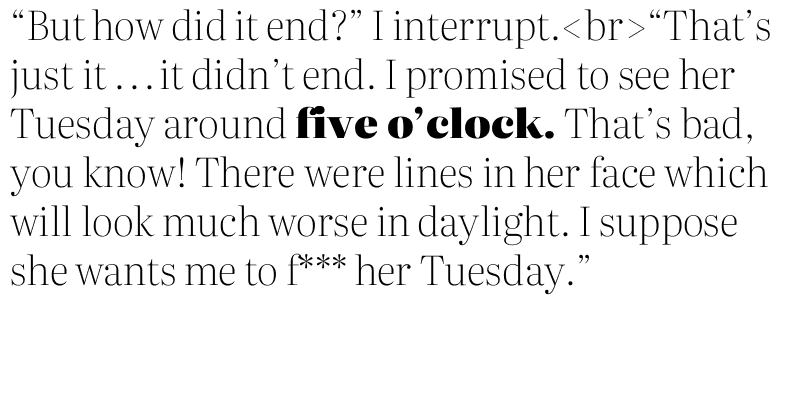 “But how did it end?” I interrupt.<br>“That’s
just it . . . it didn’t end. I promised to see her
Tuesday around five o’clock. That’s bad,
you know! There were lines in her face which
will look much worse in daylight. I suppose
she wants me to f*** her Tuesday.”